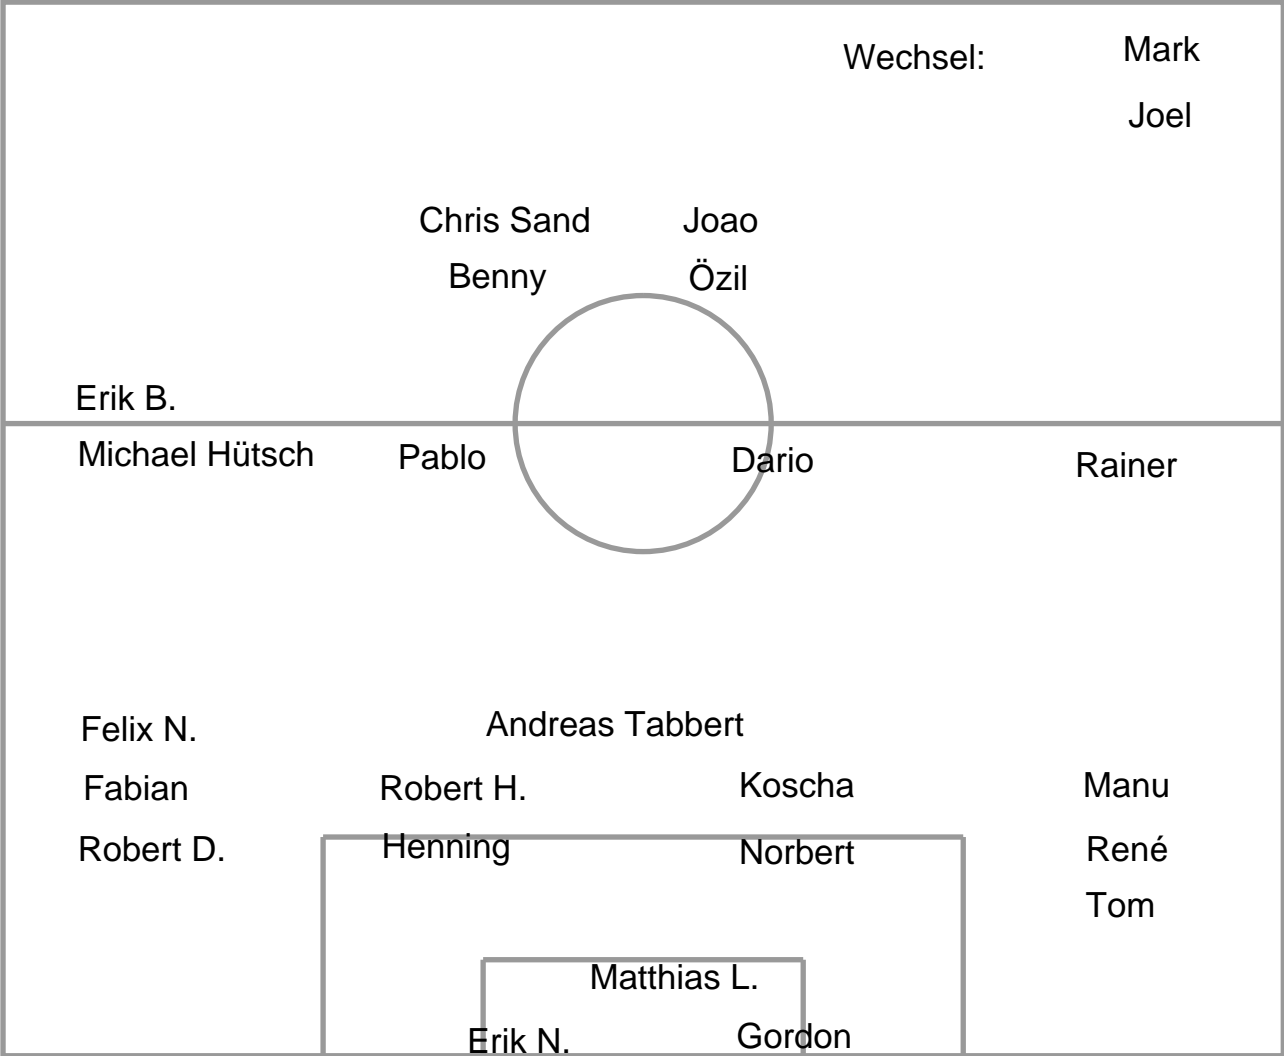 Wechsel: Mark
Joel
Chris Sand Joao
Benny Özil
Erik B.
Michael Hütsch Pablo Dario Rainer
Felix N. Andreas Tabbert
Fabian Robert H. Koscha Manu
Robert D. Henning Norbert René
Tom
Matthias L.
Erik N. Gordon